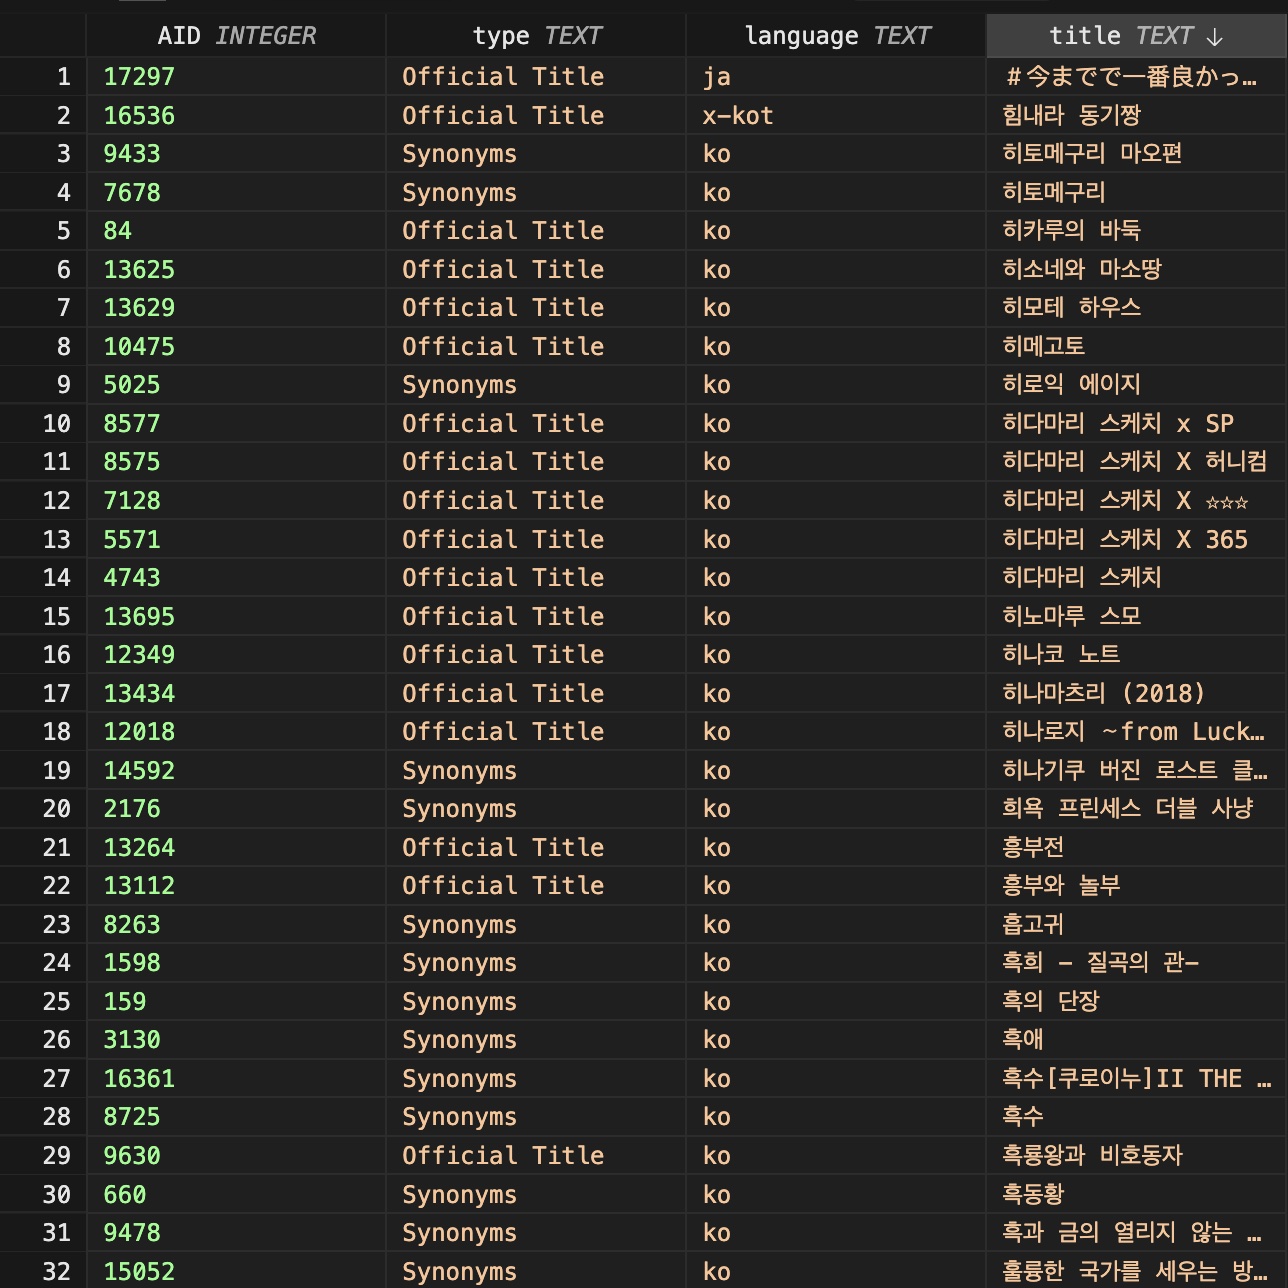 AID INTEGER type TEXT language TEXT title TEXT ↓
1 17297 Official Title ja ＃今までで一番良かっ…
2 16536 Official Title x-kot 힘내라 동기짱
3 9433 Synonyms ko 히토메구리 마오편
4 7678 Synonyms ko 히토메구리
5 84 Official Title ko 히카루의 바둑
6 13625 Official Title ko 히소네와 마소땅
7 13629 Official Title ko 히모테 하우스
8 10475 Official Title ko 히메고토
9 5025 Synonyms ko 히로익 에이지
10 8577 Official Title ko 히다마리 스케치 x SP
11 8575 Official Title ko 히다마리 스케치 X 허니컴
12 7128 Official Title ko 히다마리 스케치 X ☆☆☆
13 5571 Official Title ko 히다마리 스케치 X 365
14 4743 Official Title ko 히다마리 스케치
15 13695 Official Title ko 히노마루 스모
16 12349 Official Title ko 히나코 노트
17 13434 Official Title ko 히나마츠리 (2018)
18 12018 Official Title ko 히나로지 ~from Luck…
19 14592 Synonyms ko 히나기쿠 버진 로스트 클…
20 2176 Synonyms ko 희욕 프린세스 더블 사냥
21 13264 Official Title ko 흥부전
22 13112 Official Title ko 흥부와 놀부
23 8263 Synonyms ko 흡고귀
24 1598 Synonyms ko 흑희 – 질곡의 관–
25 159 Synonyms ko 흑의 단장
26 3130 Synonyms ko 흑애
27 16361 Synonyms ko 흑수[쿠로이누]II THE …
28 8725 Synonyms ko 흑수
29 9630 Official Title ko 흑룡왕과 비호동자
30 660 Synonyms ko 흑동황
31 9478 Synonyms ko 흑과 금의 열리지 않는 …
32 15052 Synonyms ko 훌륭한 국가를 세우는 방…